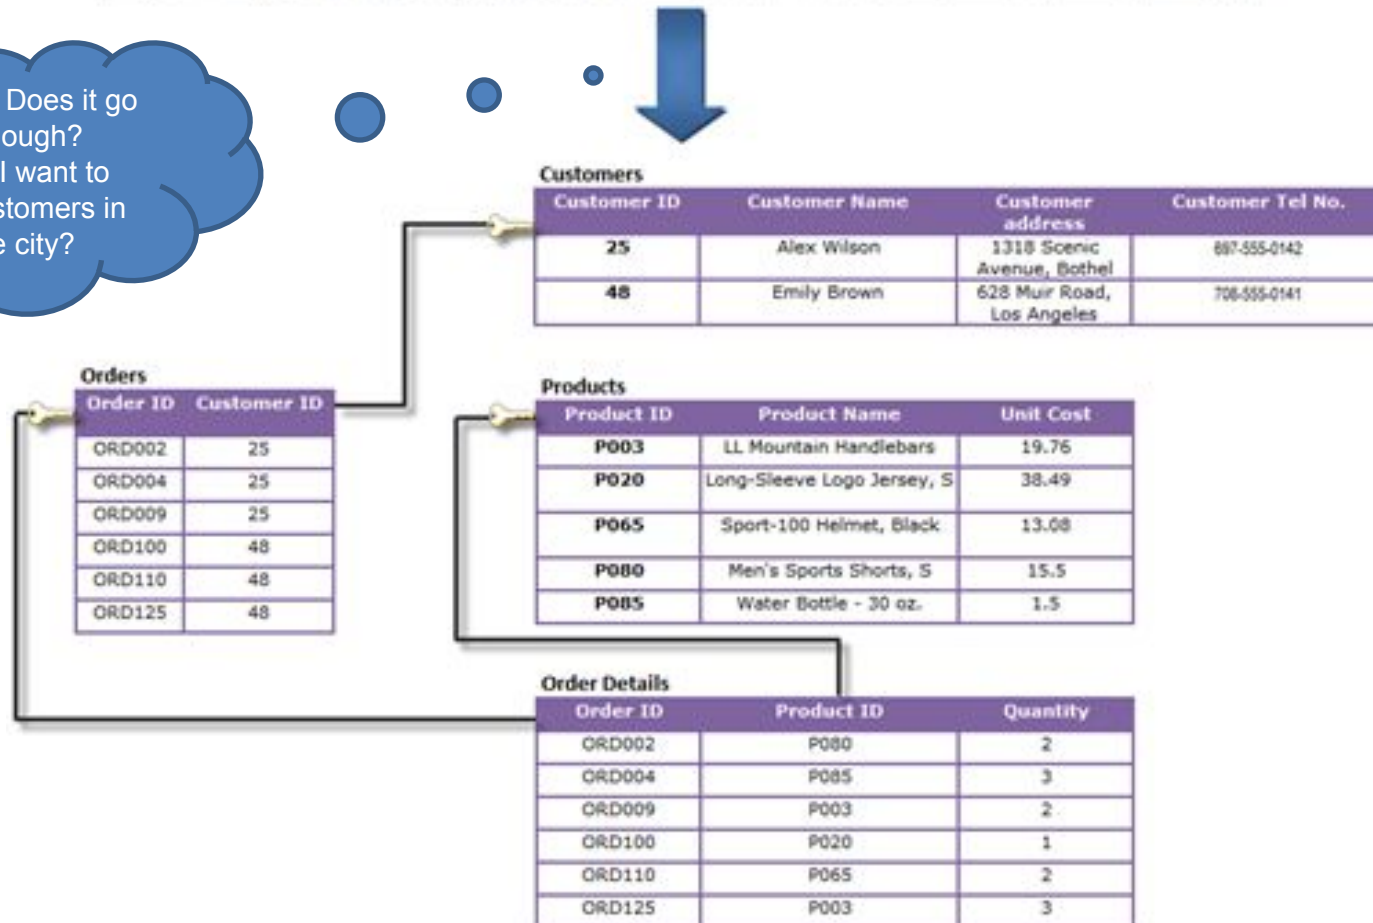 Does it go
ough?
I want to
stomers in
e city?
Customers
Customer ID Customer Name Customer address Customer Tel No.
25 Alex Wilson 1318 Scenic Avenue, Bothel 697-555-0142
48 Emily Brown 628 Muir Road, Los Angeles 708-555-0141
Orders
Order ID Customer ID
ORD002 25
ORD004 25
ORD009 25
ORD100 48
ORD110 48
ORD125 48
Products
Product ID Product Name Unit Cost
P003 LL Mountain Handlebars 19.76
P020 Long-Sleeve Logo Jersey, S 38.49
P065 Sport-100 Helmet, Black 13.08
P080 Men's Sports Shorts, S 15.5
P085 Water Bottle - 30 oz. 1.5
Order Details
Order ID Product ID Quantity
ORD002 P080 2
ORD004 P085 3
ORD009 P003 2
ORD100 P020 1
ORD110 P065 2
ORD125 P003 3